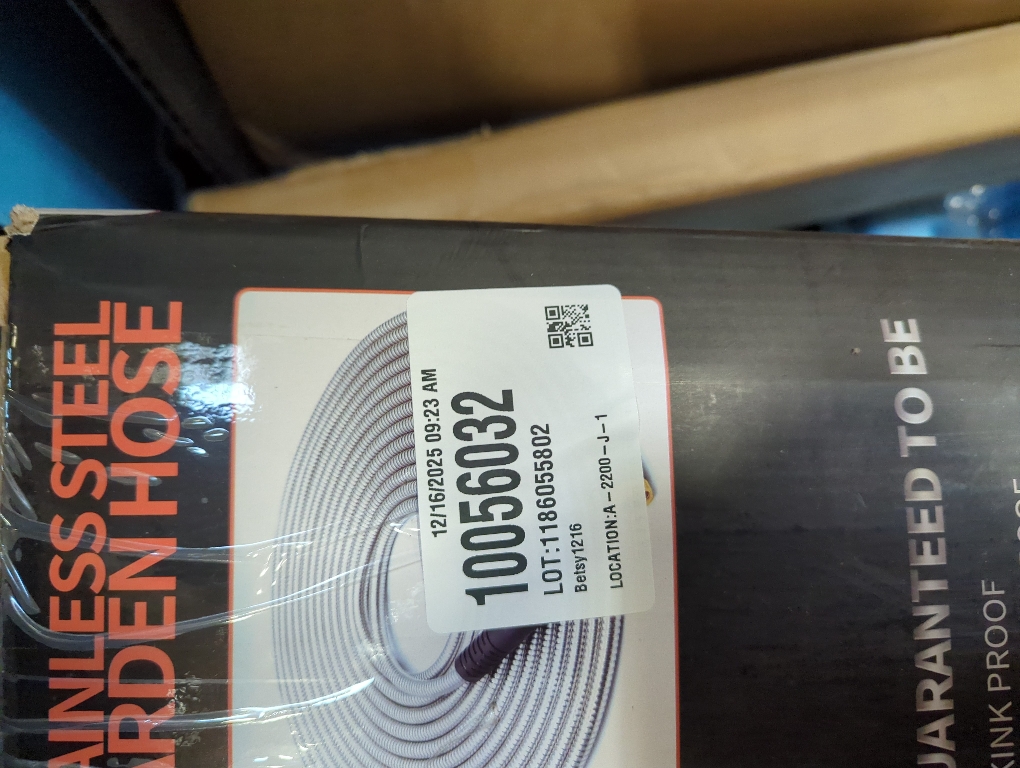 AINLESS STEEL
ARDEN HOSE
12/16/2025 09:23 AM
10056032
LOT:1186055802
Betsy1216
LOCATION:A-2200-J-1
UARANTEED TO BE
KINK PROOF